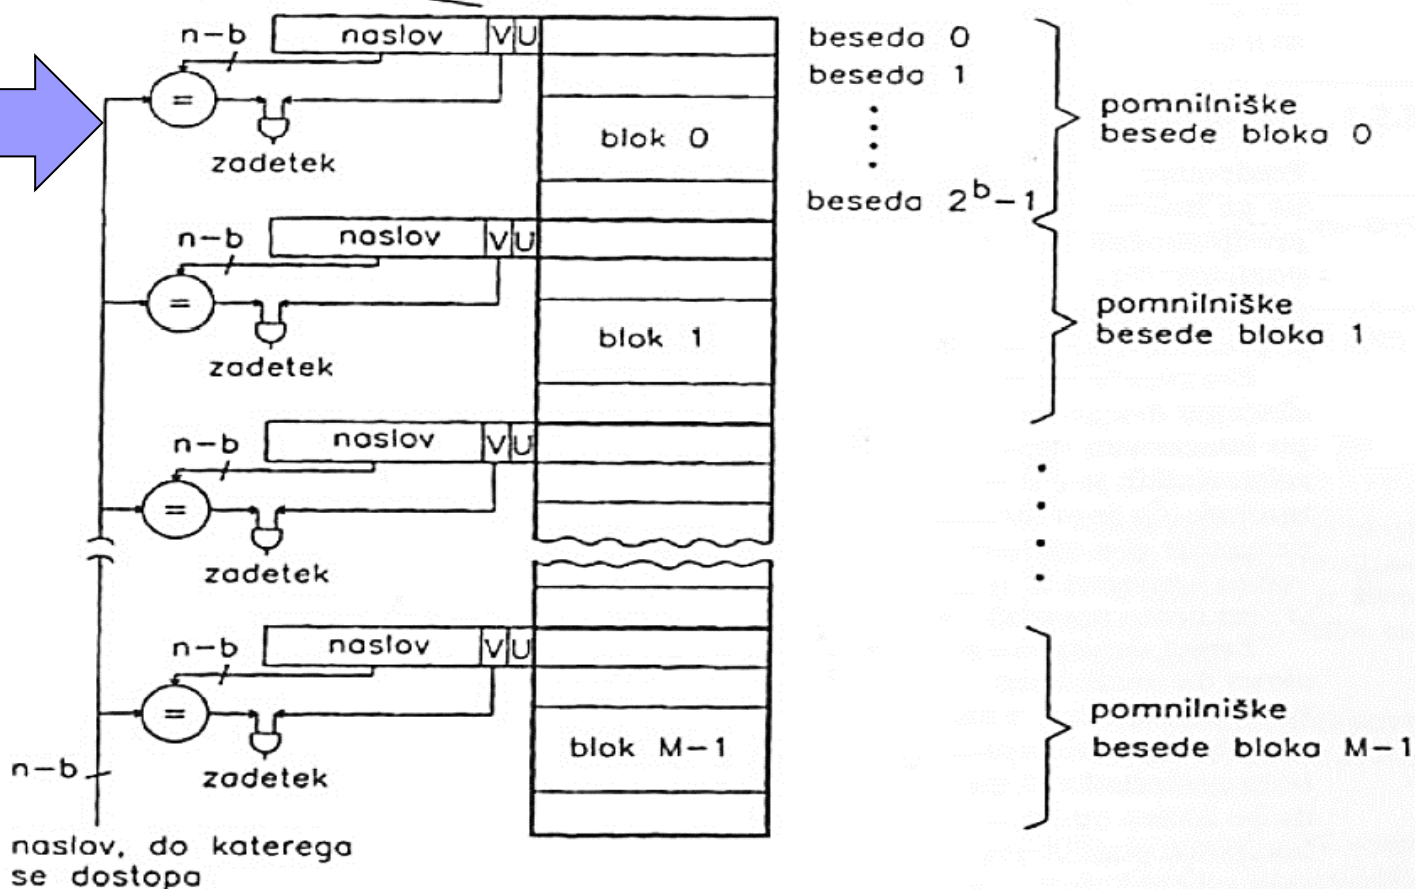 n-b naslov V U
=
zadetek
blok 0
beseda 0
beseda 1
beseda 2^b-1
pomnilniške
besede bloka 0
n-b naslov V U
=
zadetek
blok 1
pomnilniške
besede bloka 1
n-b naslov V U
=
zadetek
n-b naslov V U
=
zadetek
blok M-1
pomnilniške
besede bloka M-1
n-b
naslov, do katerega
se dostopa